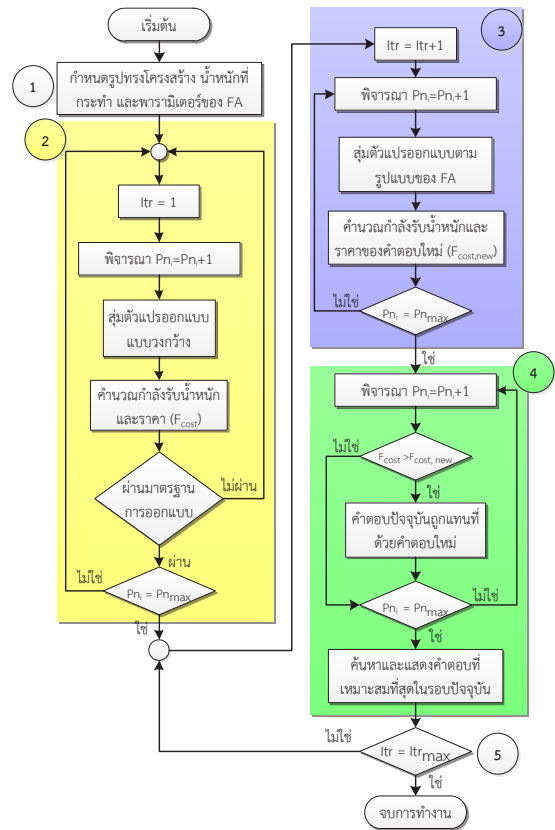 เริ่มต้น
1
กำหนดรูปทรงโครงสร้าง น้ำหนักที่
กระทำ และพารามิเตอร์ของ FA
2
Itr = 1
พิจารณา Pnᵢ=Pnᵢ+1
สุ่มตัวแปรออกแบบ
แบบวงกว้าง
คำนวณกำลังรับน้ำหนัก
และราคา (F_cost)
ผ่านมาตรฐาน
การออกแบบ
ไม่ผ่าน
ผ่าน
ไม่ใช่
Pnᵢ = Pn_max
ใช่
3
Itr = Itr+1
พิจารณา Pnᵢ=Pnᵢ+1
สุ่มตัวแปรออกแบบตาม
รูปแบบของ FA
คำนวณกำลังรับน้ำหนักและ
ราคาของคำตอบใหม่ (F_cost,new)
ไม่ใช่
Pnᵢ = Pn_max
ใช่
4
พิจารณา Pnᵢ=Pnᵢ+1
ไม่ใช่
F_cost >F_cost, new
ใช่
คำตอบปัจจุบันถูกแทนที่
ด้วยคำตอบใหม่
Pnᵢ = Pn_max
ไม่ใช่
ใช่
ค้นหาและแสดงคำตอบที่
เหมาะสมที่สุดในรอบปัจจุบัน
ไม่ใช่
Itr = Itr_max
5
ใช่
จบการทำงาน